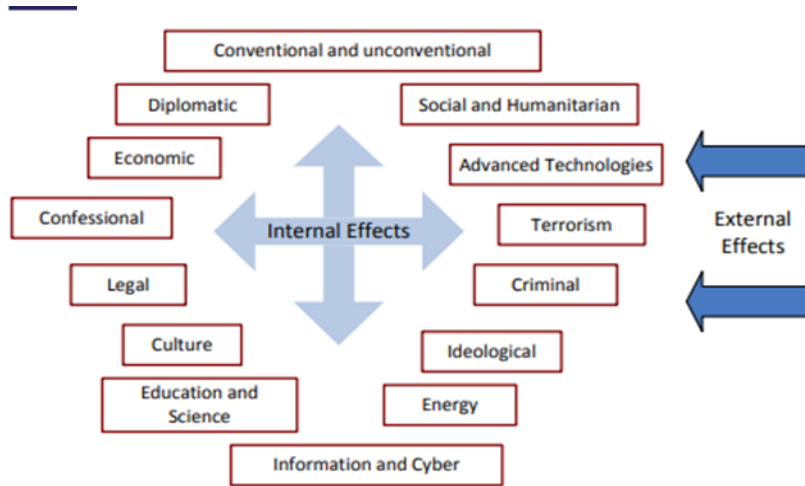 Conventional and unconventional
Diplomatic
Social and Humanitarian
Economic
Advanced Technologies
Confessional
Internal Effects
Terrorism
External
Effects
Legal
Criminal
Culture
Ideological
Education and
Science
Energy
Information and Cyber